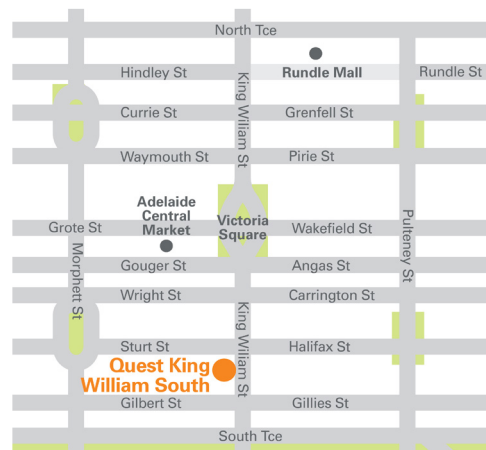 North Tce
Hindley St
Rundle Mall
Rundle St
King William St
Currie St
Grenfell St
Waymouth St
Pirie St
Adelaide
Central
Market
Victoria
Square
Grote St
Wakefield St
Pulteney St
Morphett St
Gouger St
Angas St
Wright St
Carrington St
King William St
Sturt St
Halifax St
Quest King
William South
Gilbert St
Gillies St
South Tce